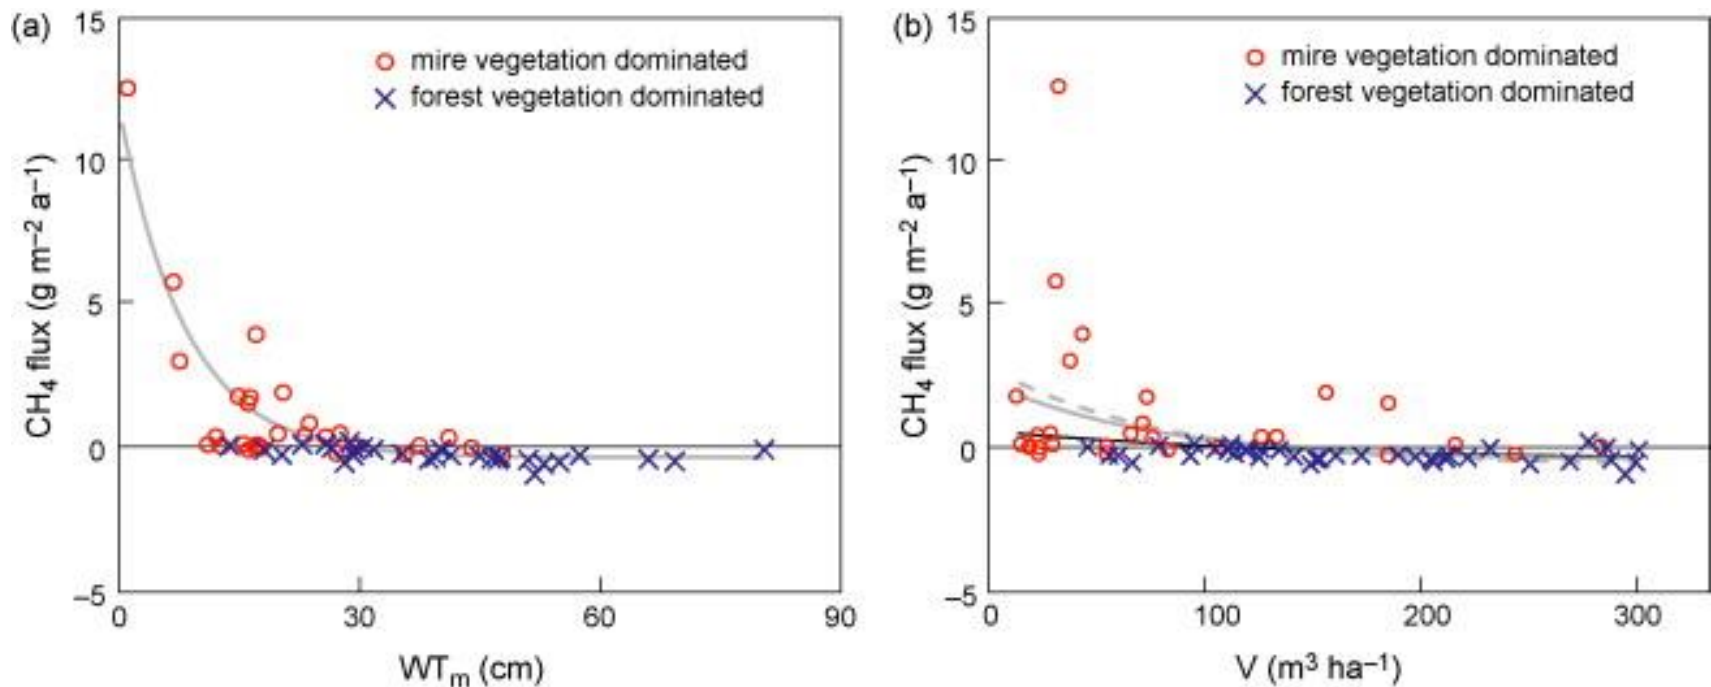 (a)
15
10
5
0
–5
CH₄ flux (g m⁻² a⁻¹)
mire vegetation dominated
forest vegetation dominated
0 30 60 90
WTₘ (cm)
(b)
15
10
5
0
–5
CH₄ flux (g m⁻² a⁻¹)
mire vegetation dominated
forest vegetation dominated
0 100 200 300
V (m³ ha⁻¹)